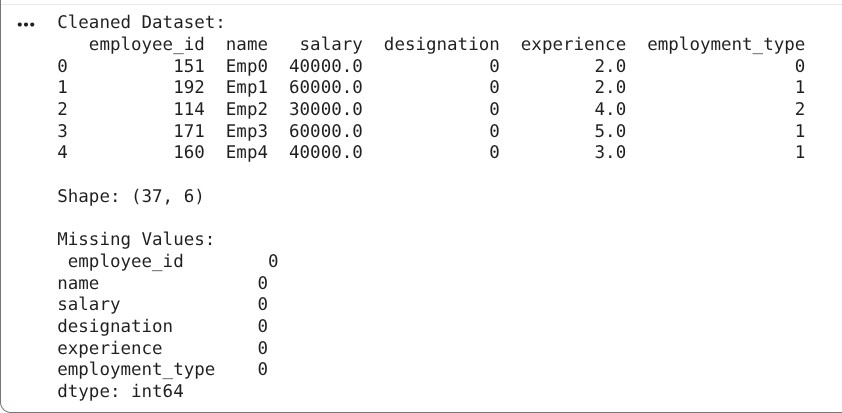 Cleaned Dataset:
   employee_id  name   salary  designation  experience  employment_type
0          151  Emp0  40000.0            0         2.0                0
1          192  Emp1  60000.0            0         2.0                1
2          114  Emp2  30000.0            0         4.0                2
3          171  Emp3  60000.0            0         5.0                1
4          160  Emp4  40000.0            0         3.0                1

Shape: (37, 6)

Missing Values:
 employee_id        0
name               0
salary             0
designation        0
experience         0
employment_type    0
dtype: int64